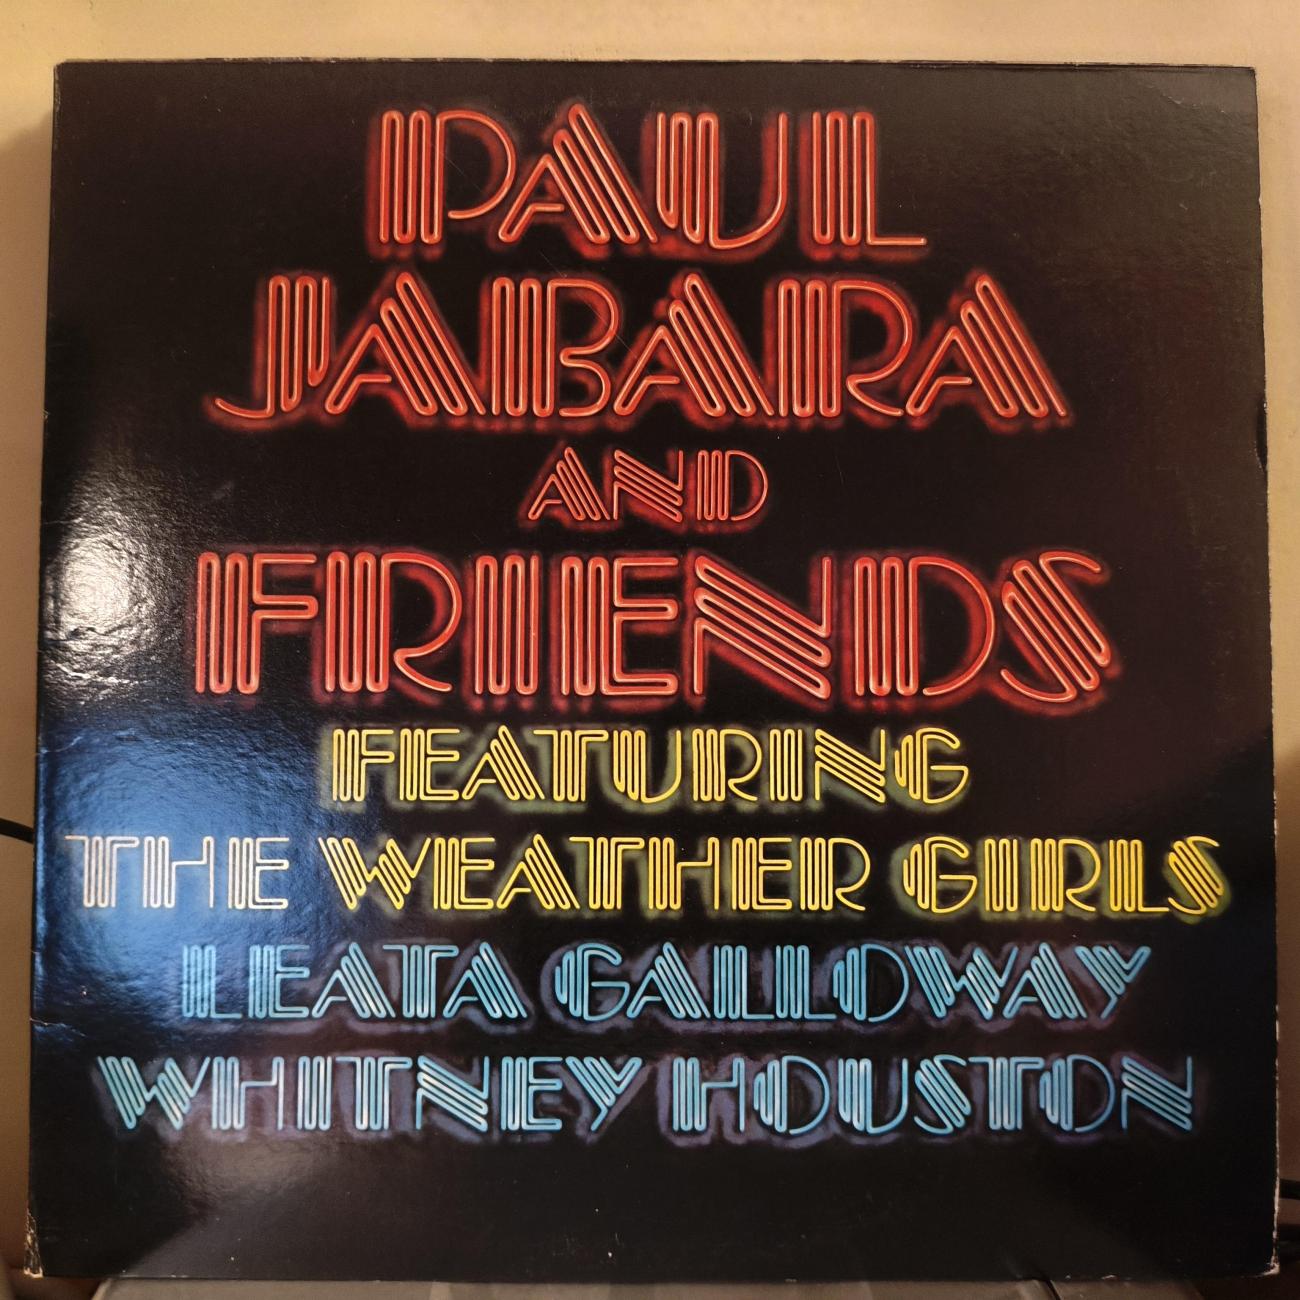 PAUL
JABARA
AND
FRIENDS
FEATURING
THE WEATHER GIRLS
LEATA GALLOWAY
WHITNEY HOUSTON